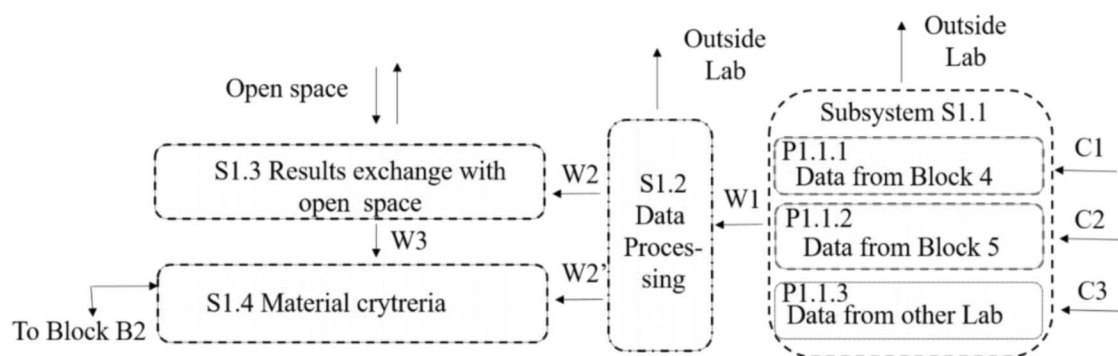 Outside
Lab
Outside
Lab
Open space
Subsystem S1.1
P1.1.1
Data from Block 4
C1
S1.3 Results exchange with
open space
W2
S1.2
Data
Proces-
sing
W1
P1.1.2
Data from Block 5
C2
W3
S1.4 Material crytreria
W2'
P1.1.3
Data from other Lab
C3
To Block B2